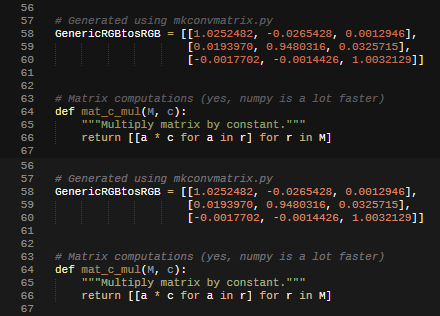 56
57 # Generated using mkconvmatrix.py
58 GenericRGBtosRGB = [[1.0252482, -0.0265428, 0.0012946],
59 [0.0193970, 0.9480316, 0.0325715],
60 [-0.0017702, -0.0014426, 1.0032129]]
61
62
63 # Matrix computations (yes, numpy is a lot faster)
64 def mat_c_mul(M, c):
65 """Multiply matrix by constant."""
66 return [[a * c for a in r] for r in M]
67
56
57 # Generated using mkconvmatrix.py
58 GenericRGBtosRGB = [[1.0252482, -0.0265428, 0.0012946],
59 [0.0193970, 0.9480316, 0.0325715],
60 [-0.0017702, -0.0014426, 1.0032129]]
61
62
63 # Matrix computations (yes, numpy is a lot faster)
64 def mat_c_mul(M, c):
65 """Multiply matrix by constant."""
66 return [[a * c for a in r] for r in M]
67